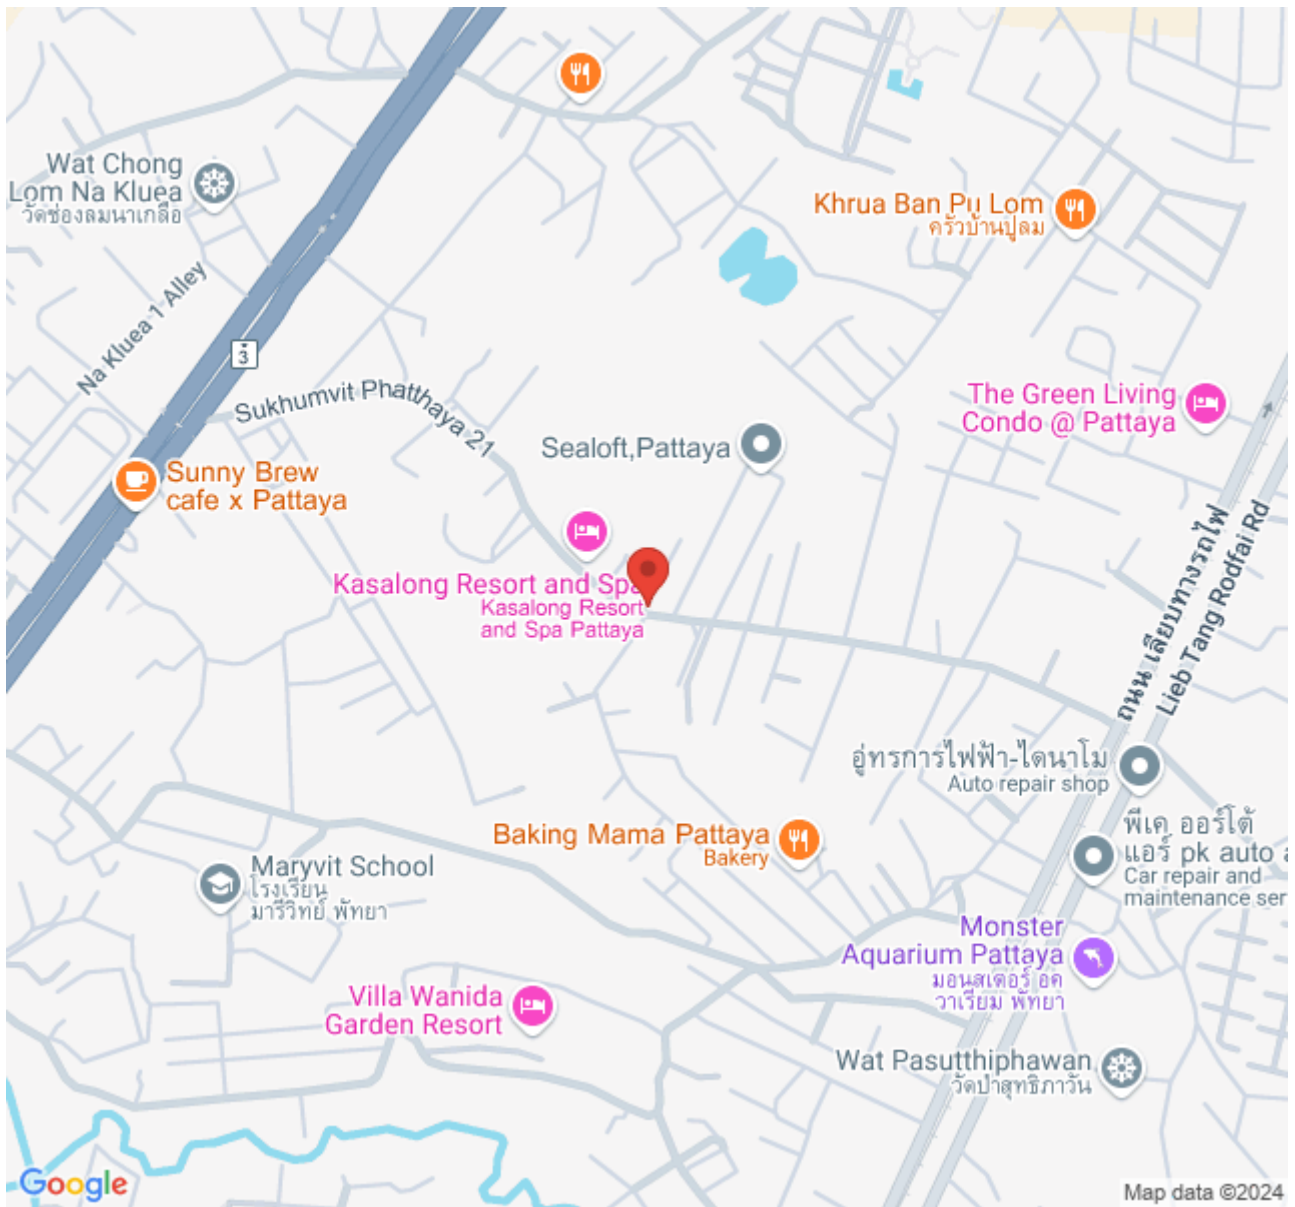 Wat Chong
Lom Na Kluea
วัดช่องลมนาเกลือ
Khrua Ban Pu Lom
ครัวบ้านปูลม
Na Kluea 1 Alley
3
Sukhumvit Phatthaya 21
The Green Living
Condo @ Pattaya
Sealoft,Pattaya
Sunny Brew
cafe x Pattaya
Kasalong Resort and Spa
Kasalong Resort
and Spa Pattaya
ถนน เลียบทางรถไฟ
Lieb Tang Rodfai Rd
อู่ทรการไฟฟ้า-ไดนาโม
Auto repair shop
พีเค ออร์โต้
แอร์ pk auto a
Car repair and
maintenance ser
Baking Mama Pattaya
Bakery
Maryvit School
โรงเรียน
มารีวิทย์ พัทยา
Monster
Aquarium Pattaya
มอนสเตอร์ อค
วาเรียม พัทยา
Villa Wanida
Garden Resort
Wat Pasutthiphawan
วัดป่าสุทธิภาวัน
Google
Map data ©2024